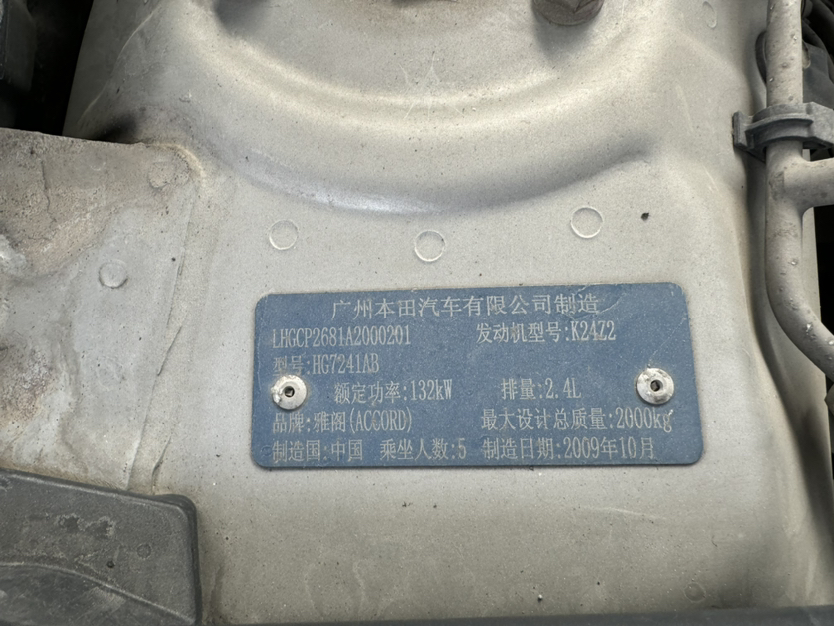 广州本田汽车有限公司制造
LHGCP2681A2000201 发动机型号:K24Z2
型号:HG7241AB
额定功率:132kW 排量:2.4L
品牌:雅阁(ACCORD) 最大设计总质量:2000kg
制造国:中国 乘坐人数:5 制造日期:2009年10月